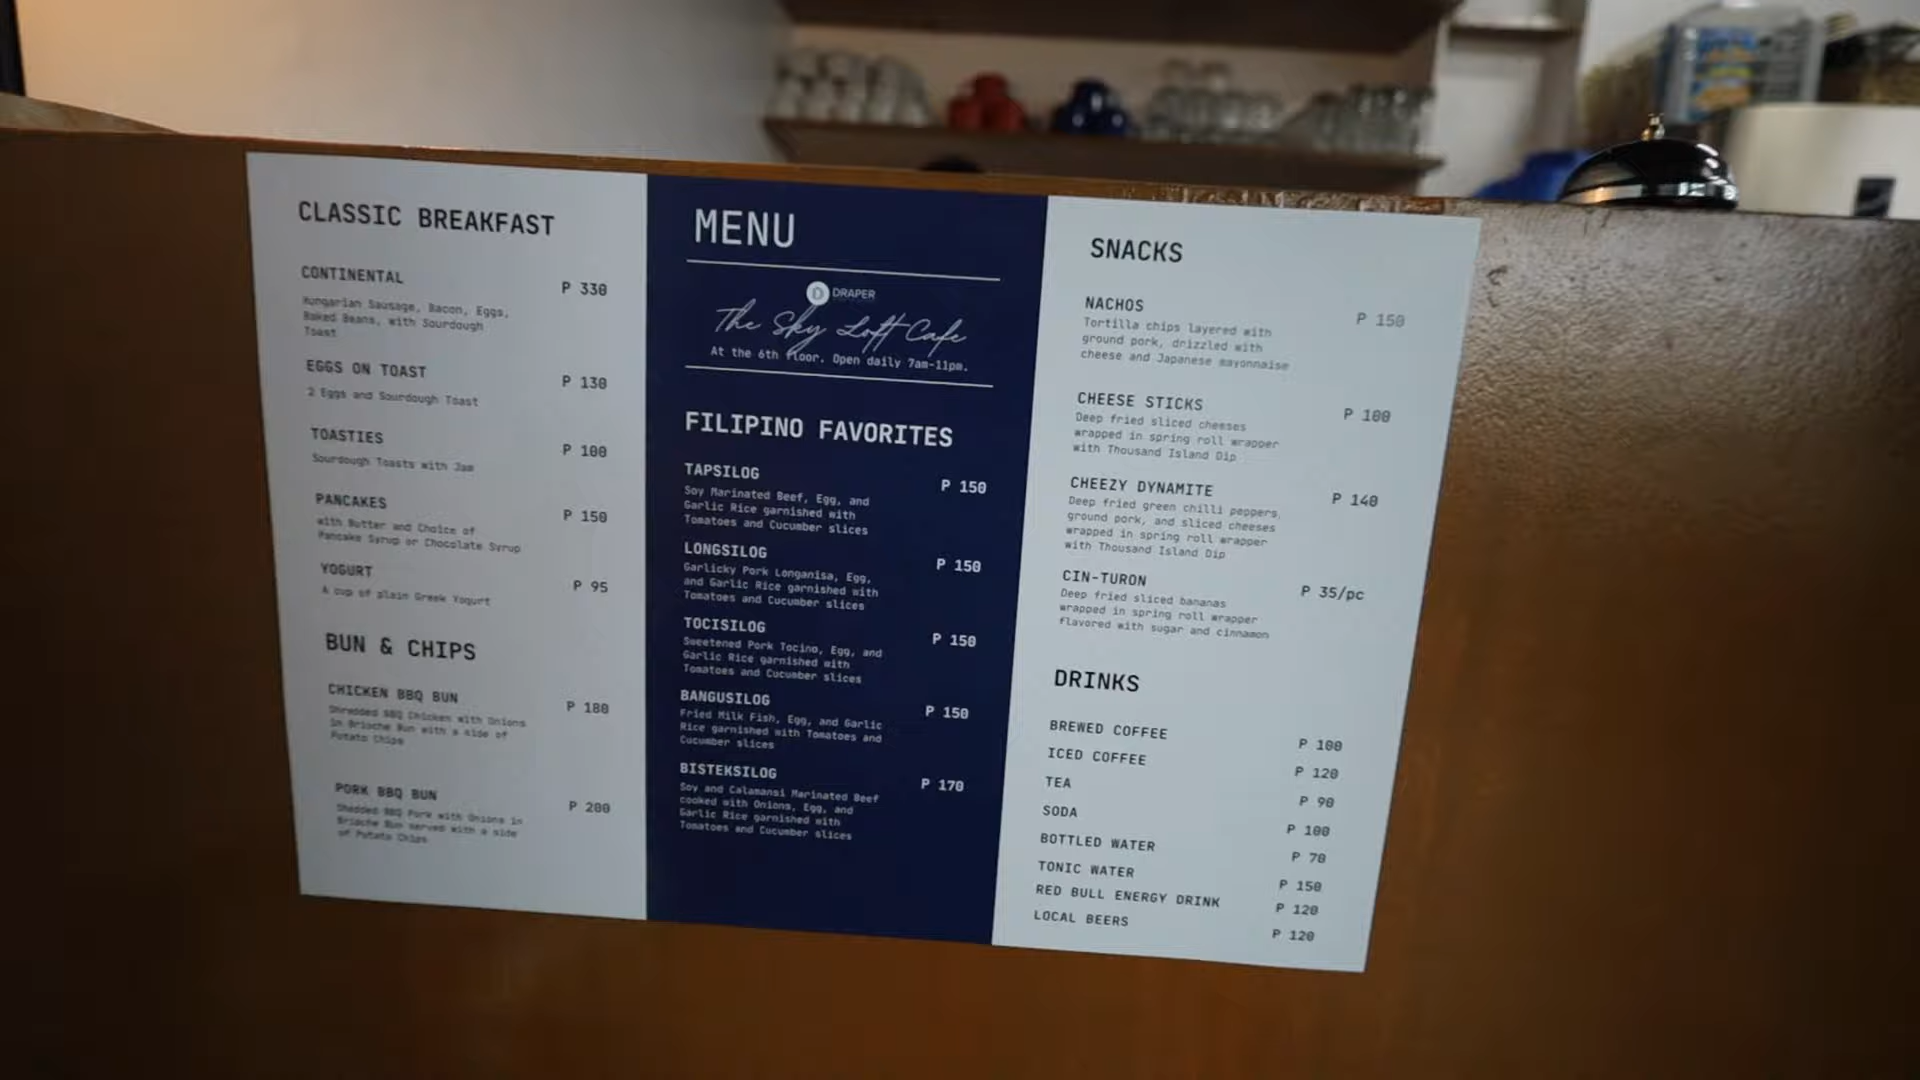 CLASSIC BREAKFAST
CONTINENTAL
P 330
Hungarian Sausage, Bacon, Eggs,
Baked Beans, with Sourdough
Toast
EGGS ON TOAST
P 130
2 Eggs and Sourdough Toast
TOASTIES
P 100
Sourdough Toasts with Jam
PANCAKES
P 150
with Butter and Choice of
Pancake Syrup or Chocolate Syrup
YOGURT
P 95
A cup of plain Greek Yogurt
BUN & CHIPS
CHICKEN BBQ BUN
P 180
Shredded BBQ Chicken with Onions
in Brioche Bun with a side of
Potato Chips
PORK BBQ BUN
P 200
Shedded BBQ Pork with Onions in
Brioche Bun served with a side
of Potato Chips
MENU
D DRAPER
The Sky Loft Cafe
At the 6th floor. Open daily 7am-11pm.
FILIPINO FAVORITES
TAPSILOG
P 150
Soy Marinated Beef, Egg, and
Garlic Rice garnished with
Tomatoes and Cucumber slices
LONGSILOG
P 150
Garlicky Pork Longanisa, Egg,
and Garlic Rice garnished with
Tomatoes and Cucumber slices
TOCISILOG
P 150
Sweetened Pork Tocino, Egg, and
Garlic Rice garnished with
Tomatoes and Cucumber slices
BANGUSILOG
P 150
Fried Milk Fish, Egg, and Garlic
Rice garnished with Tomatoes and
Cucumber slices
BISTEKSILOG
P 170
Soy and Calamansi Marinated Beef
cooked with Onions, Egg, and
Garlic Rice garnished with
Tomatoes and Cucumber slices
SNACKS
NACHOS
P 150
Tortilla chips layered with
ground pork, drizzled with
cheese and Japanese mayonnaise
CHEESE STICKS
P 100
Deep fried sliced cheeses
wrapped in spring roll wrapper
with Thousand Island Dip
CHEEZY DYNAMITE
P 140
Deep fried green chilli peppers,
ground pork, and sliced cheeses
wrapped in spring roll wrapper
with Thousand Island Dip
CIN-TURON
P 35/pc
Deep fried sliced bananas
wrapped in spring roll wrapper
flavored with sugar and cinnamon
DRINKS
BREWED COFFEE P 100
ICED COFFEE P 120
TEA P 90
SODA P 100
BOTTLED WATER P 70
TONIC WATER P 150
RED BULL ENERGY DRINK P 120
LOCAL BEERS P 120